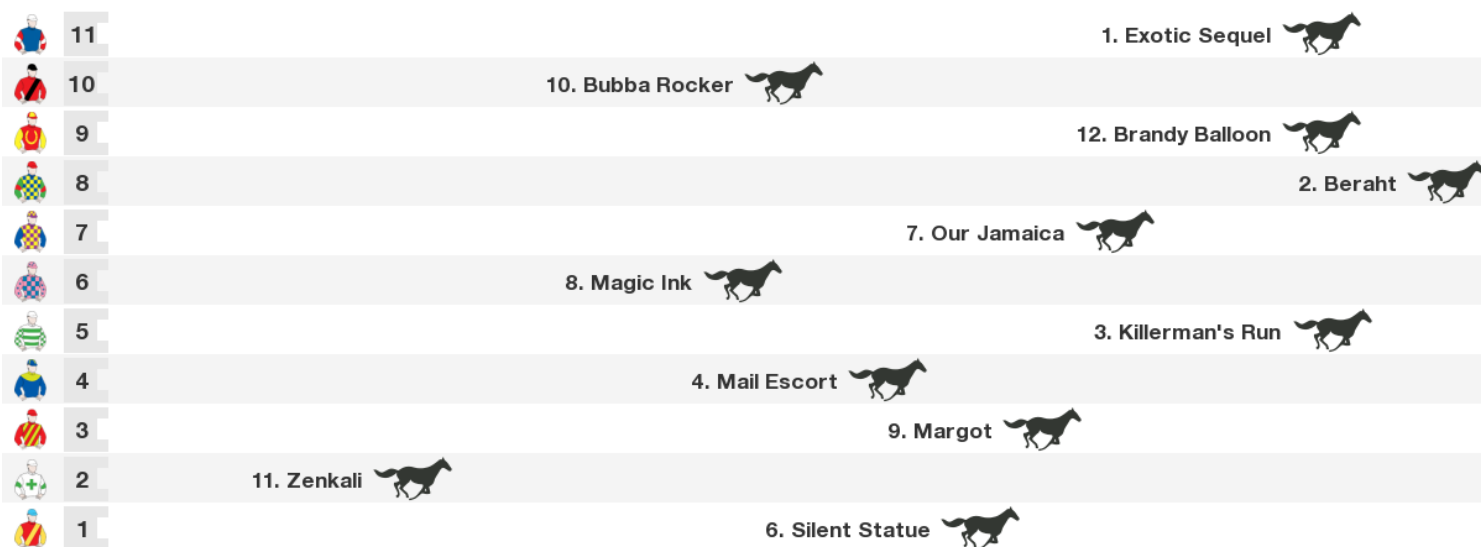 11 1. Exotic Sequel
10 10. Bubba Rocker
9 12. Brandy Balloon
8 2. Beraht
7 7. Our Jamaica
6 8. Magic Ink
5 3. Killerman's Run
4 4. Mail Escort
3 9. Margot
2 11. Zenkali
1 6. Silent Statue